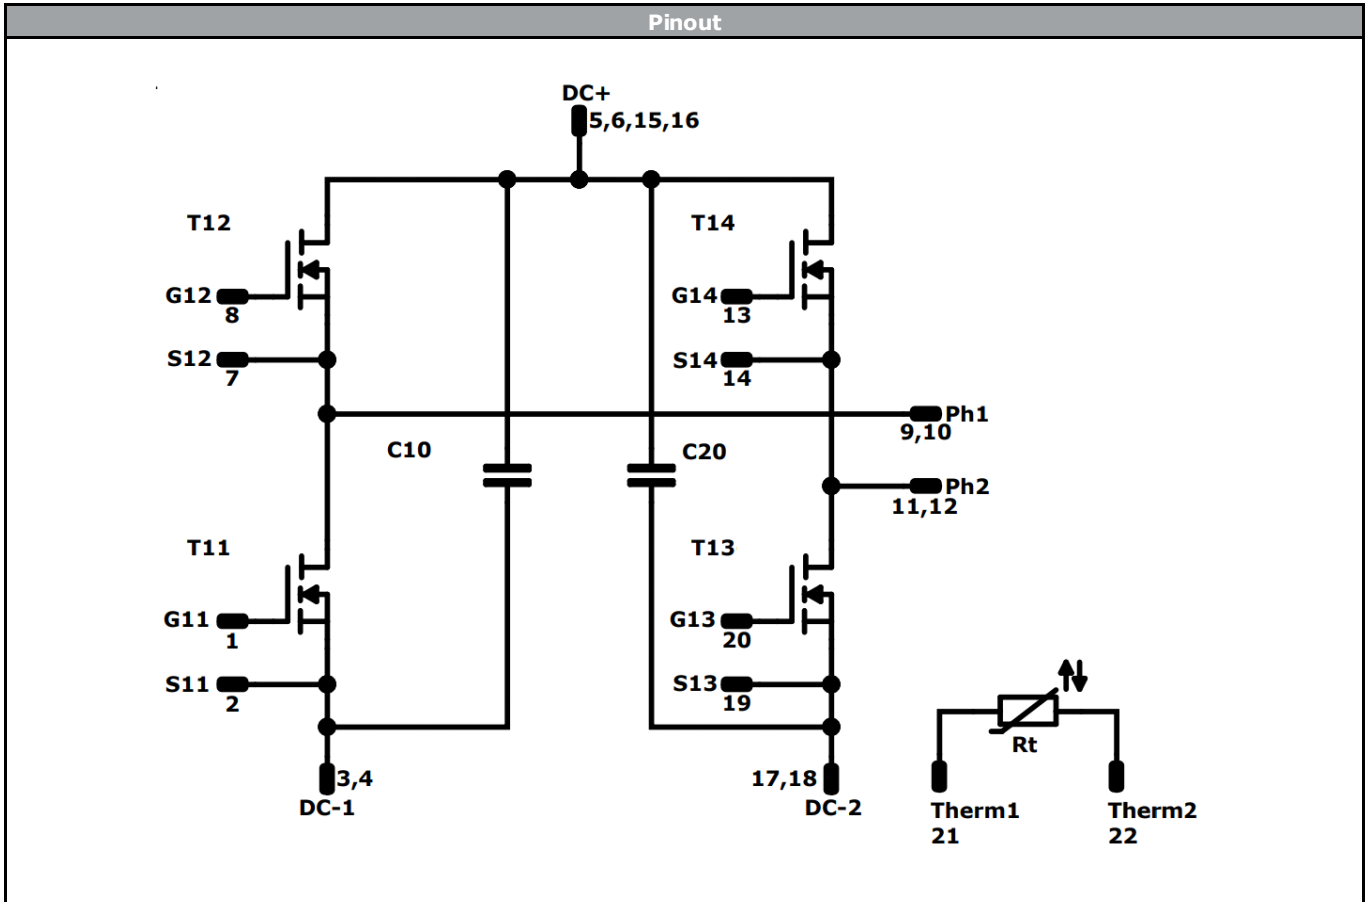 Pinout
DC+
5,6,15,16
T12
T14
G12
8
G14
13
S12
7
S14
14
Ph1
9,10
C10
C20
Ph2
11,12
T11
T13
G11
1
G13
20
S11
2
S13
19
Rt
3,4
DC-1
17,18
DC-2
Therm1
21
Therm2
22